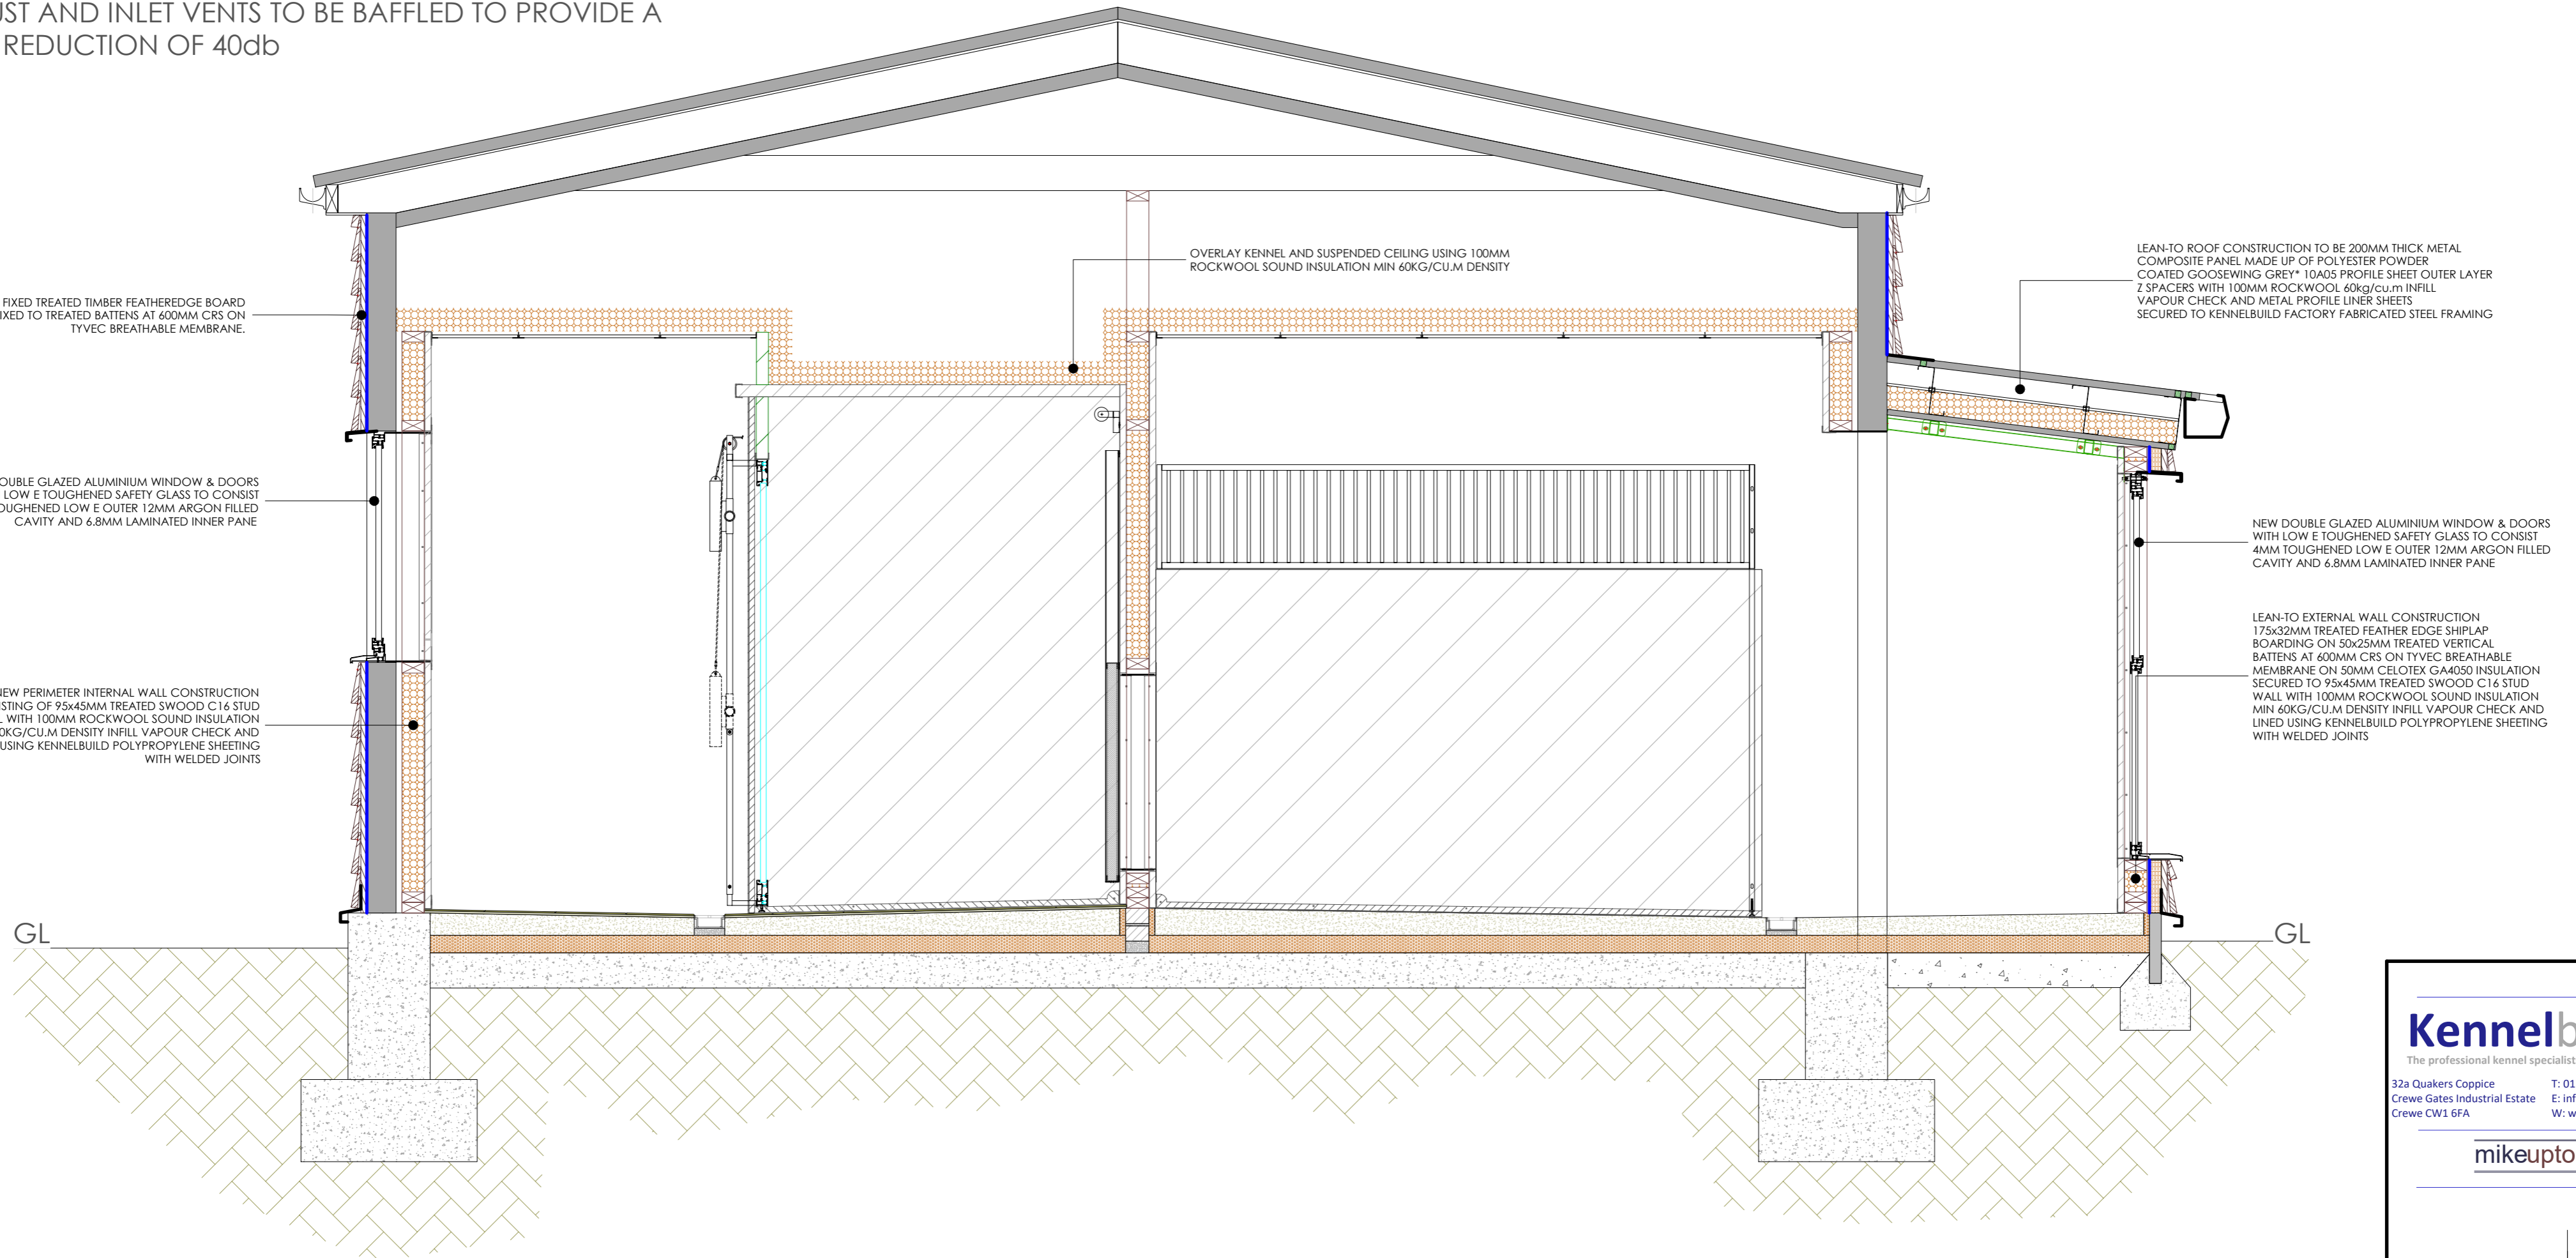 UST AND INLET VENTS TO BE BAFFLED TO PROVIDE A
REDUCTION OF 40db
FIXED TREATED TIMBER FEATHEREDGE BOARD
FIXED TO TREATED BATTENS AT 600MM CRS ON
TYVEC BREATHABLE MEMBRANE.
DOUBLE GLAZED ALUMINIUM WINDOW & DOORS
LOW E TOUGHENED SAFETY GLASS TO CONSIST
TOUGHENED LOW E OUTER 12MM ARGON FILLED
CAVITY AND 6.8MM LAMINATED INNER PANE
NEW PERIMETER INTERNAL WALL CONSTRUCTION
ISTING OF 95x45MM TREATED SWOOD C16 STUD
WITH 100MM ROCKWOOL SOUND INSULATION
0KG/CU.M DENSITY INFILL VAPOUR CHECK AND
USING KENNELBUILD POLYPROPYLENE SHEETING
WITH WELDED JOINTS
OVERLAY KENNEL AND SUSPENDED CEILING USING 100MM
ROCKWOOL SOUND INSULATION MIN 60KG/CU.M DENSITY
LEAN-TO ROOF CONSTRUCTION TO BE 200MM THICK METAL
COMPOSITE PANEL MADE UP OF POLYESTER POWDER
COATED GOOSEWING GREY* 10A05 PROFILE SHEET OUTER LAYER
Z SPACERS WITH 100MM ROCKWOOL 60kg/cu.m INFILL
VAPOUR CHECK AND METAL PROFILE LINER SHEETS
SECURED TO KENNELBUILD FACTORY FABRICATED STEEL FRAMING
NEW DOUBLE GLAZED ALUMINIUM WINDOW & DOORS
WITH LOW E TOUGHENED SAFETY GLASS TO CONSIST
4MM TOUGHENED LOW E OUTER 12MM ARGON FILLED
CAVITY AND 6.8MM LAMINATED INNER PANE
LEAN-TO EXTERNAL WALL CONSTRUCTION
175x32MM TREATED FEATHER EDGE SHIPLAP
BOARDING ON 50x25MM TREATED VERTICAL
BATTENS AT 600MM CRS ON TYVEC BREATHABLE
MEMBRANE ON 50MM CELOTEX GA4050 INSULATION
SECURED TO 95x45MM TREATED SWOOD C16 STUD
WALL WITH 100MM ROCKWOOL SOUND INSULATION
MIN 60KG/CU.M DENSITY INFILL VAPOUR CHECK AND
LINED USING KENNELBUILD POLYPROPYLENE SHEETING
WITH WELDED JOINTS
GL
GL
Kennelb
The professional kennel specialist
32a Quakers Coppice T: 01
Crewe Gates Industrial Estate E: inf
Crewe CW1 6FA W: w
mikeupto